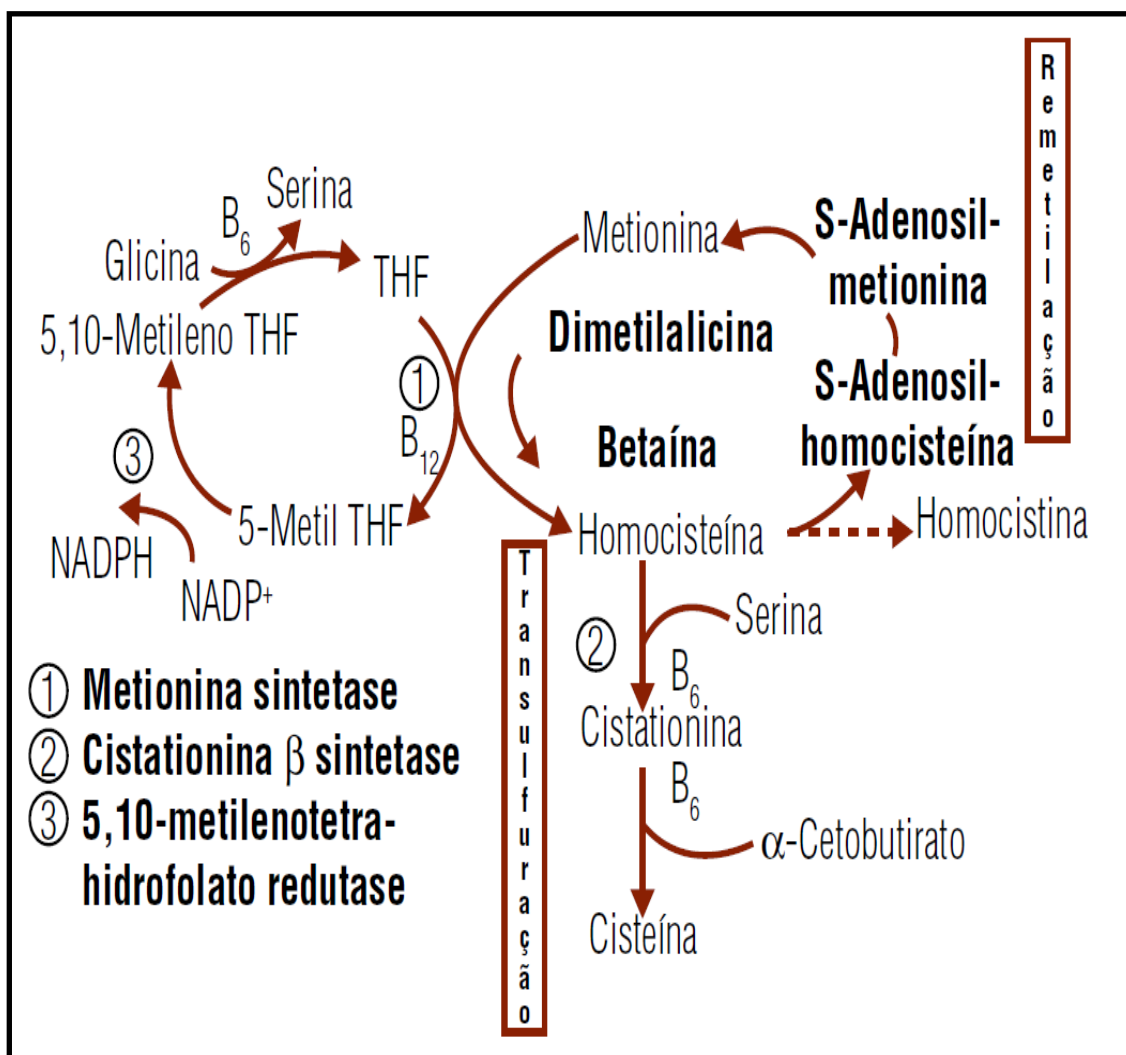 Remetilação
Serina
B6
Glicina
Metionina
S-Adenosil-
metionina
THF
5,10-Metileno THF
Dimetilalicina
1
S-Adenosil-
homocisteína
B12
Betaína
3
5-Metil THF
Homocisteína
Homocistina
NADPH
NADP+
Transulfuração
2
Serina
B6
Cistationina
B6
α-Cetobutirato
Cisteína
1 Metionina sintetase
2 Cistationina β sintetase
3 5,10-metilenotetra-
hidrofolato redutase